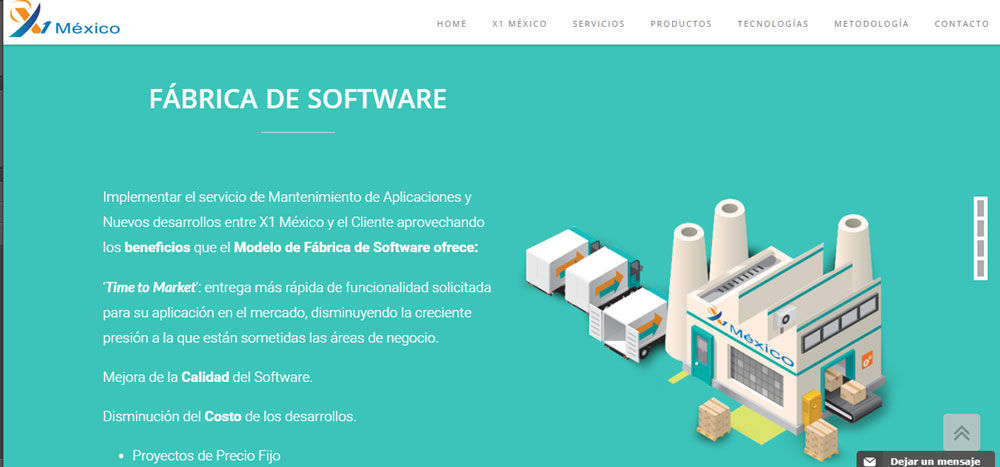 X1 México
HOME X1 MÉXICO SERVICIOS PRODUCTOS TECNOLOGÍAS METODOLOGÍA CONTACTO
FÁBRICA DE SOFTWARE
Implementar el servicio de Mantenimiento de Aplicaciones y
Nuevos desarrollos entre X1 México y el Cliente aprovechando
los beneficios que el Modelo de Fábrica de Software ofrece:
‘Time to Market’: entrega más rápida de funcionalidad solicitada
para su aplicación en el mercado, disminuyendo la creciente
presión a la que están sometidas las áreas de negocio.
Mejora de la Calidad del Software.
Disminución del Costo de los desarrollos.
• Proyectos de Precio Fijo
X1 México
Dejar un mensaje